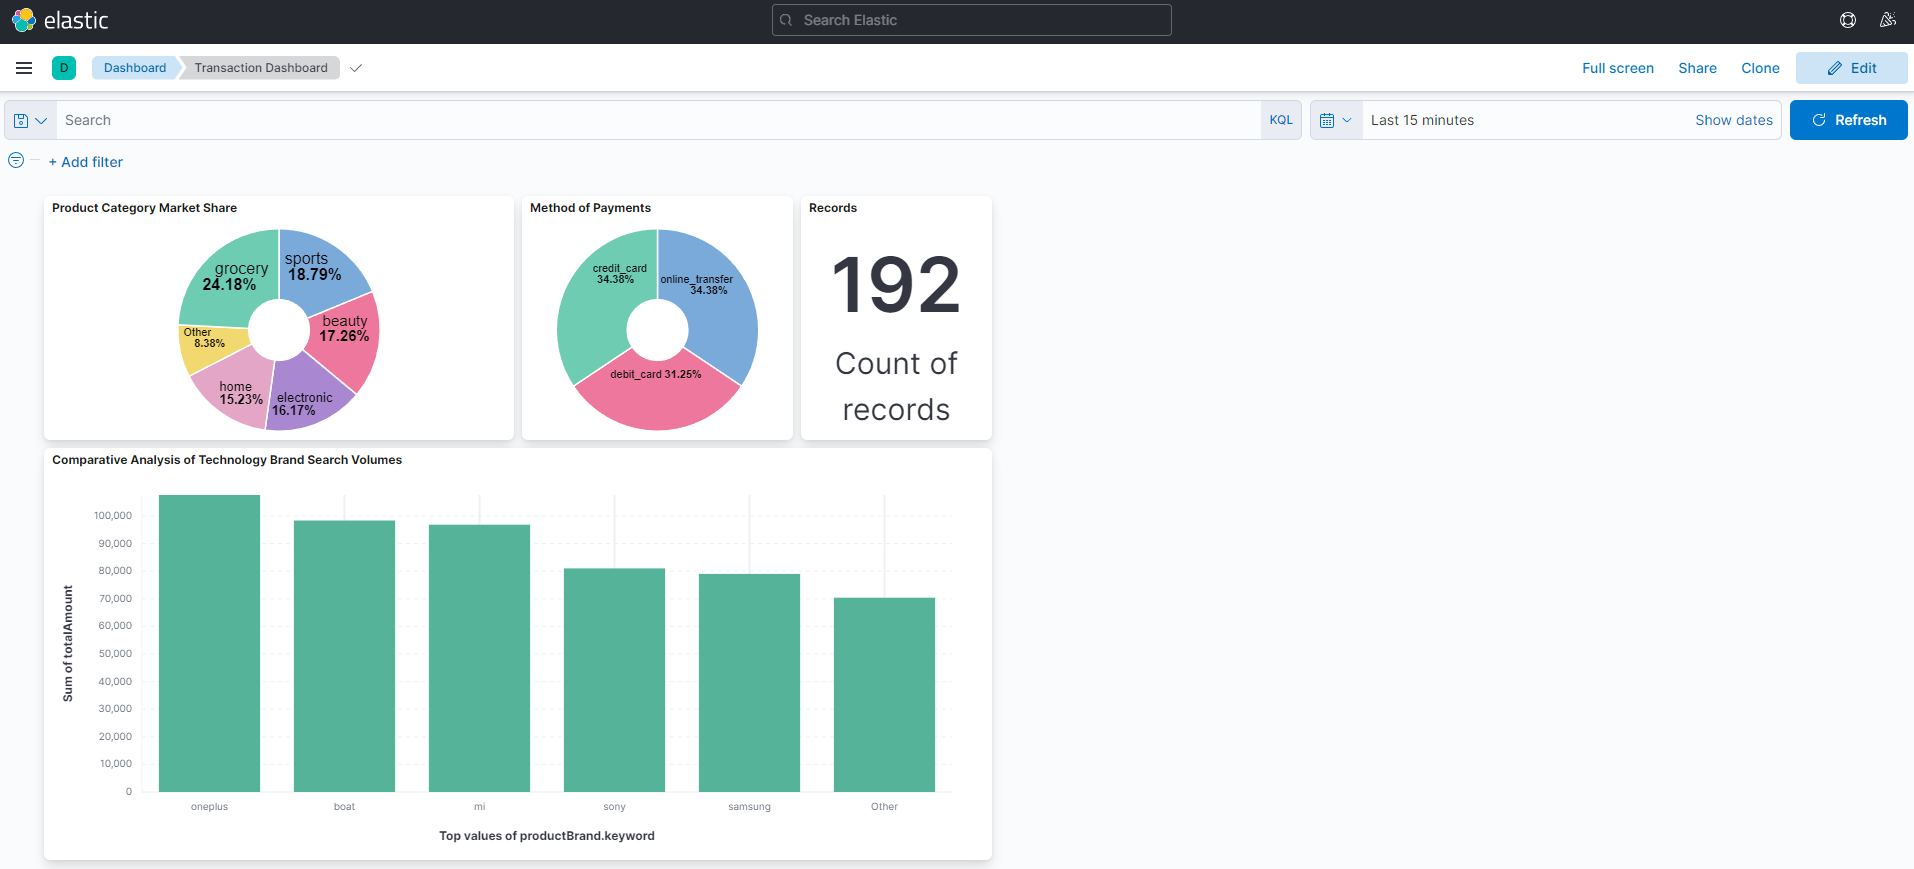 elastic
Search Elastic
D
Dashboard
Transaction Dashboard
Full screen
Share
Clone
Edit
Search
KQL
Last 15 minutes
Show dates
Refresh
+ Add filter
Product Category Market Share
grocery
24.18%
sports
18.79%
beauty
17.26%
Other
8.38%
home
15.23%
electronic
16.17%
Method of Payments
credit_card
34.38%
online_transfer
34.38%
debit_card 31.25%
Records
192
Count of
records
Comparative Analysis of Technology Brand Search Volumes
Sum of totalAmount
100,000
90,000
80,000
70,000
60,000
50,000
40,000
30,000
20,000
10,000
0
oneplus
boat
mi
sony
samsung
Other
Top values of productBrand.keyword